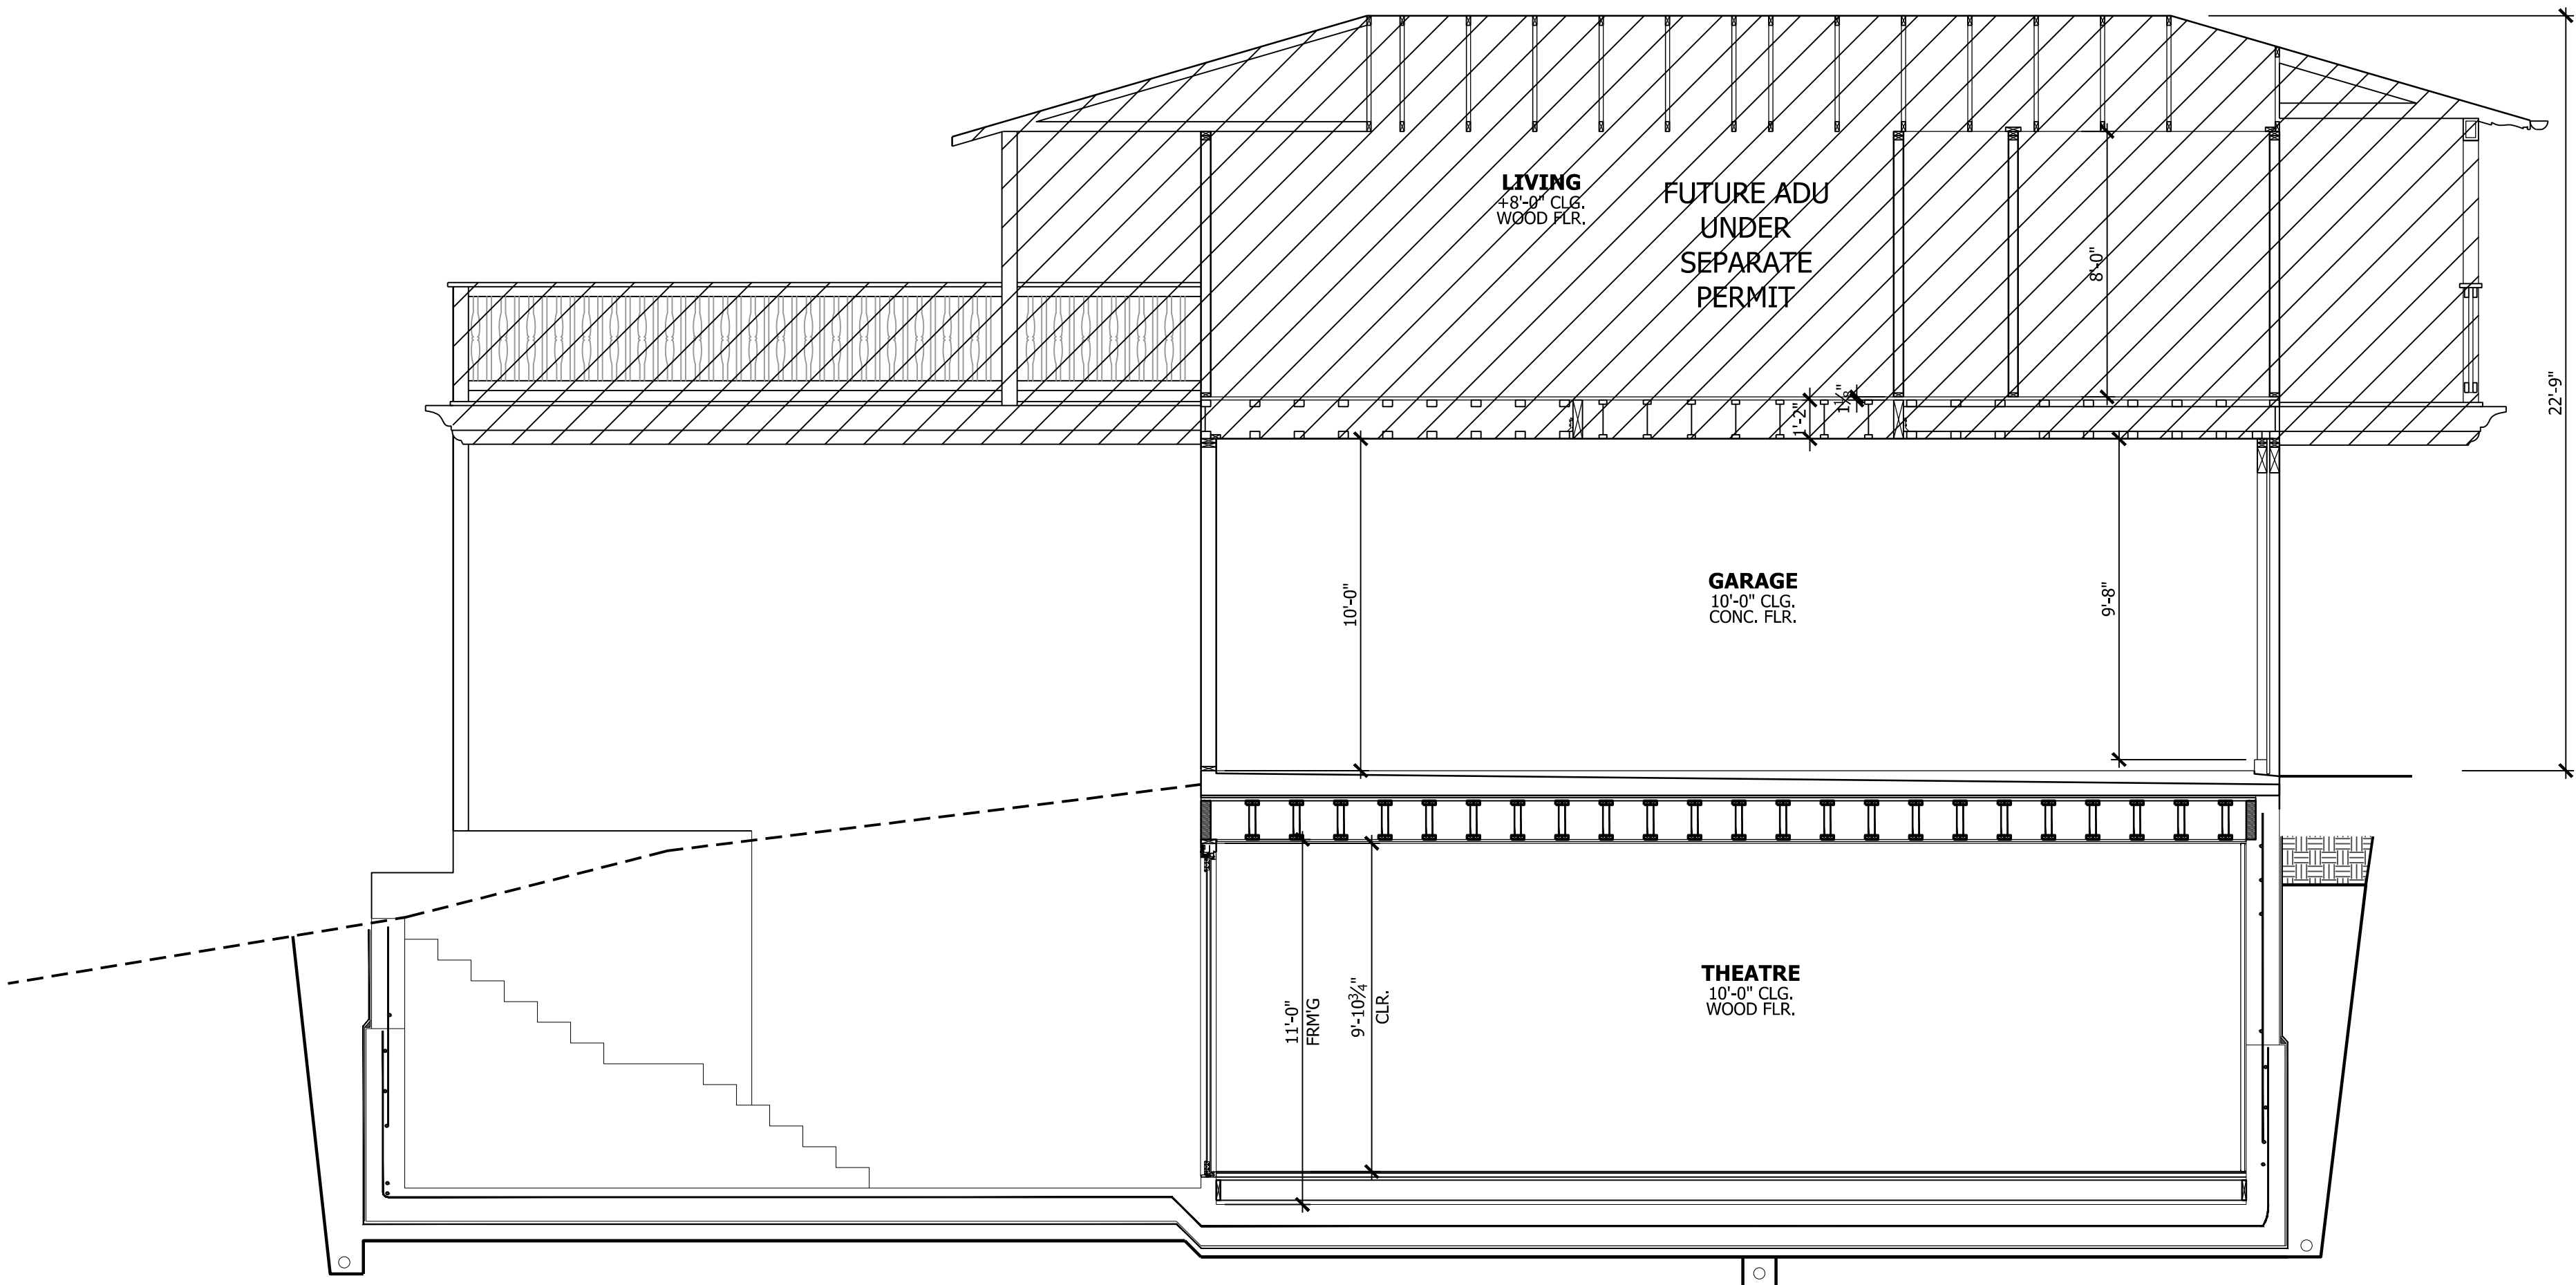 LIVING
+8'-0" CLG.
WOOD FLR.
FUTURE ADU
UNDER
SEPARATE
PERMIT
8'-0"
22'-9"
1'-2"
1⅛"
10'-0"
GARAGE
10'-0" CLG.
CONC. FLR.
9'-8"
11'-0"
FRM'G
9'-10¾"
CLR.
THEATRE
10'-0" CLG.
WOOD FLR.